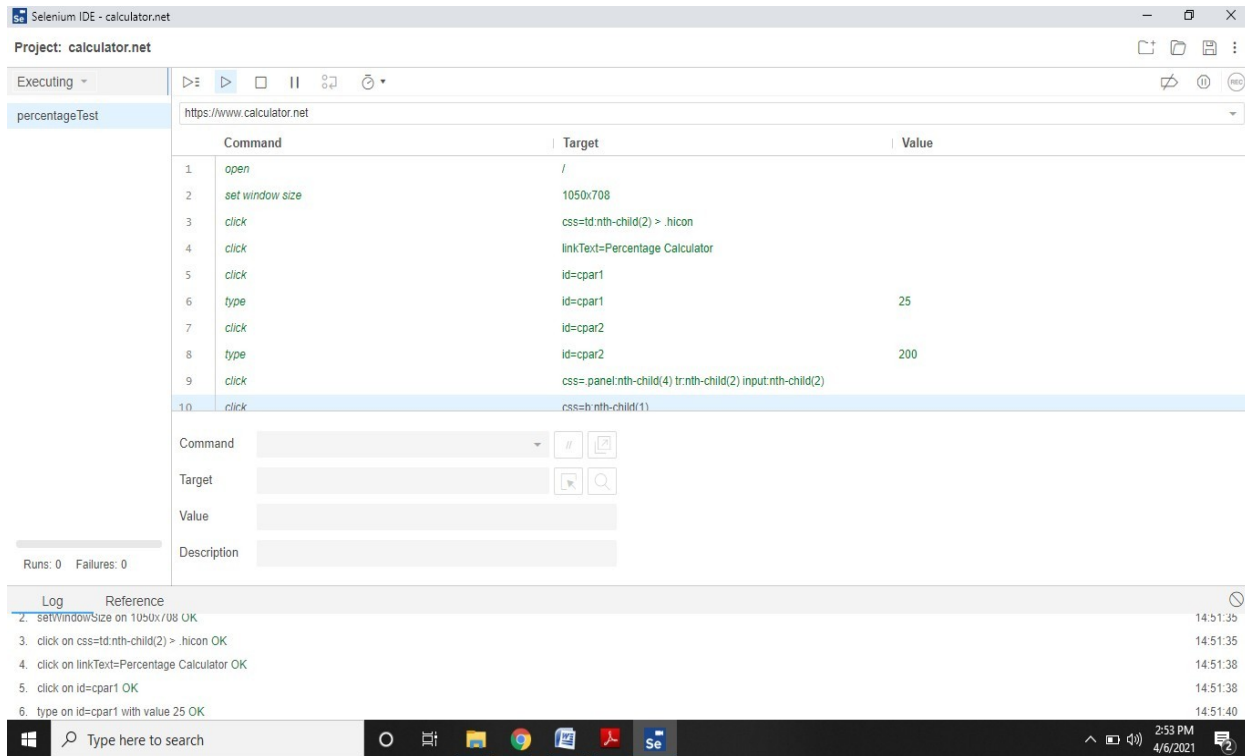 Se Selenium IDE - calculator.net
Project: calculator.net
Executing
REC
percentageTest
https://www.calculator.net
Command Target Value
1 open /
2 set window size 1050x708
3 click css=td:nth-child(2) > .hicon
4 click linkText=Percentage Calculator
5 click id=cpar1
6 type id=cpar1 25
7 click id=cpar2
8 type id=cpar2 200
9 click css=.panel:nth-child(4) tr:nth-child(2) input:nth-child(2)
10 click css=b:nth-child(1)
Command //
Target
Value
Description
Runs: 0 Failures: 0
Log Reference
2. setWindowSize on 1050x708 OK 14:51:35
3. click on css=td:nth-child(2) > .hicon OK 14:51:35
4. click on linkText=Percentage Calculator OK 14:51:38
5. click on id=cpar1 OK 14:51:38
6. type on id=cpar1 with value 25 OK 14:51:40
Type here to search Se 2:53 PM
4/6/2021 2